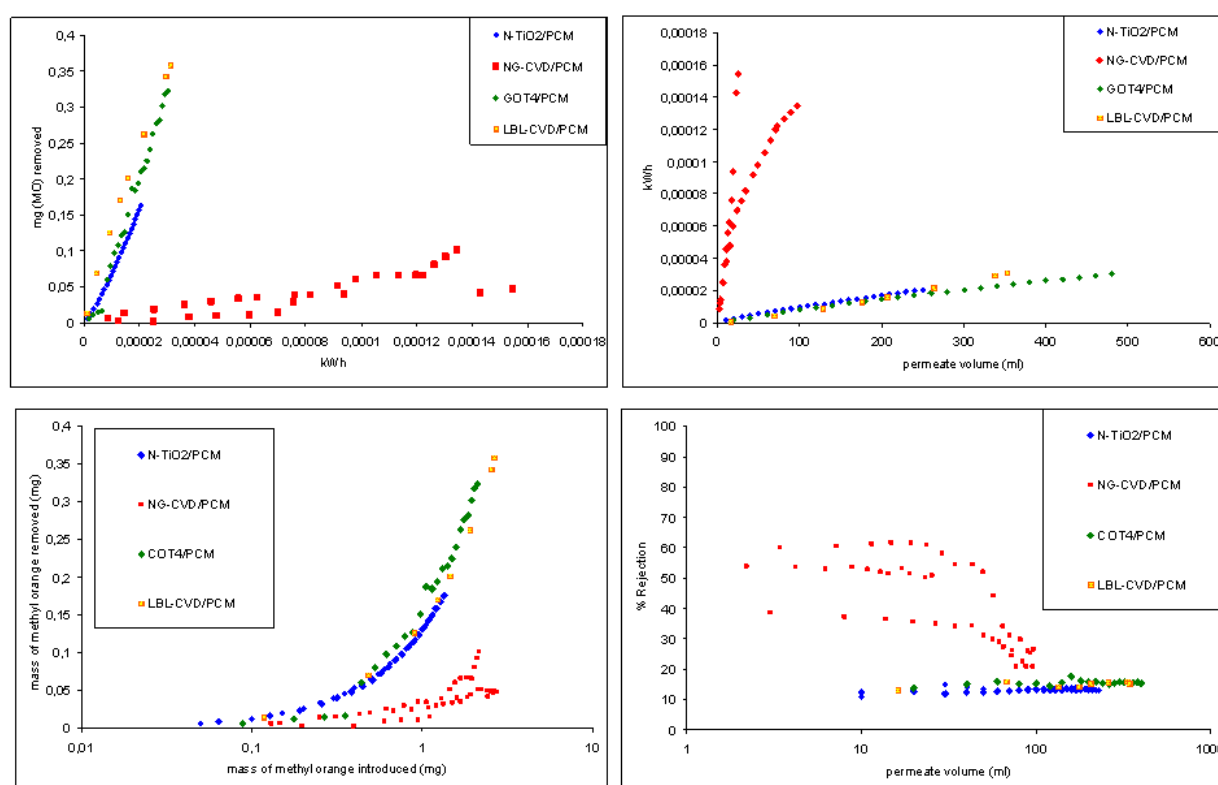 0,4
0,35
0,3
0,25
0,2
0,15
0,1
0,05
0
mg (MO) removed
0 0,00002 0,00004 0,00006 0,00008 0,0001 0,00012 0,00014 0,00016 0,00018
kWh
N-TiO2/PCM
NG-CVD/PCM
GOT4/PCM
LBL-CVD/PCM
0,00018
0,00016
0,00014
0,00012
0,0001
0,00008
0,00006
0,00004
0,00002
0
kWh
0 100 200 300 400 500 600
permeate volume (ml)
N-TiO2/PCM
NG-CVD/PCM
GOT4/PCM
LBL-CVD/PCM
0,4
0,35
0,3
0,25
0,2
0,15
0,1
0,05
0
mass of methyl orange removed (mg)
0,01 0,1 1 10
mass of methyl orange introduced (mg)
N-TiO2/PCM
NG-CVD/PCM
COT4/PCM
LBL-CVD/PCM
100
90
80
70
60
50
40
30
20
10
0
% Rejection
1 10 100 1000
permeate volume (ml)
N-TiO2/PCM
NG-CVD/PCM
COT4/PCM
LBL-CVD/PCM